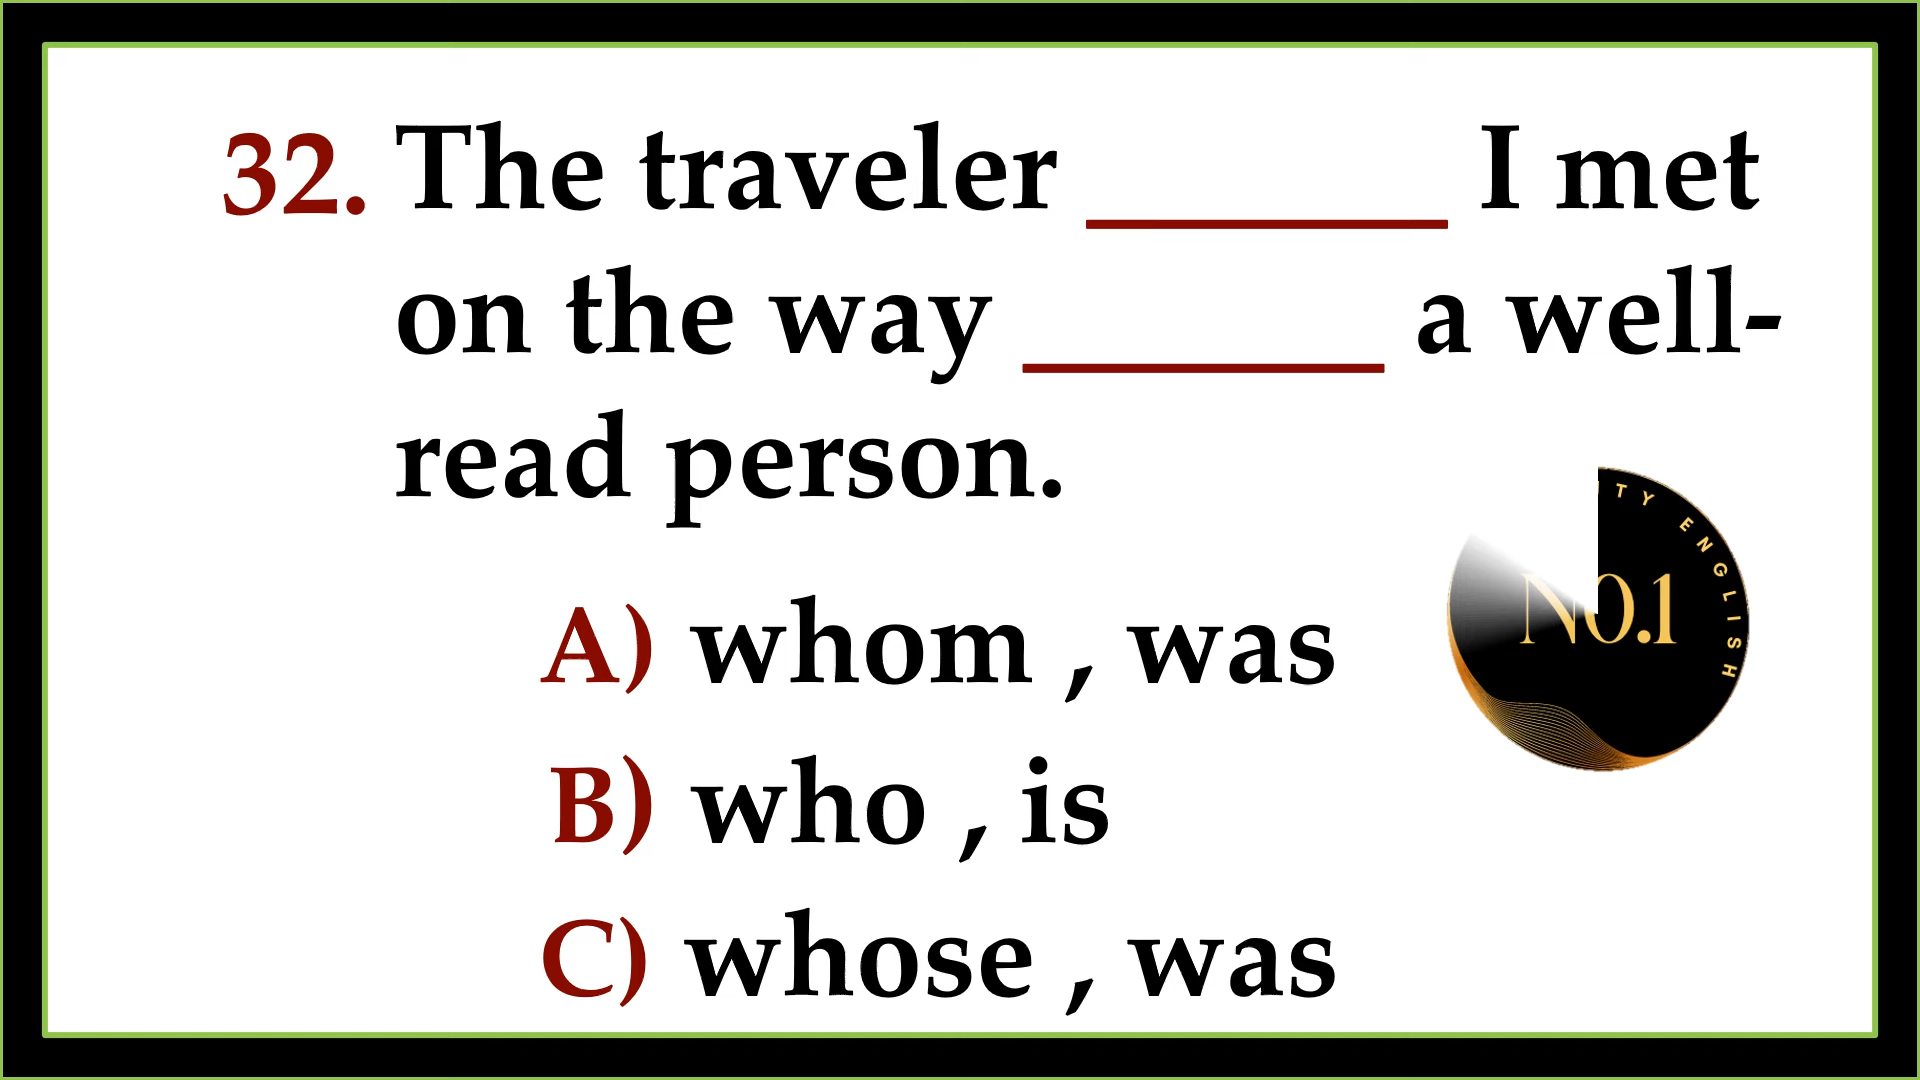 32. The traveler ______ I met
on the way ______ a well-
read person.
A) whom , was
B) who , is
C) whose , was
TY ENGLISH
NO.1